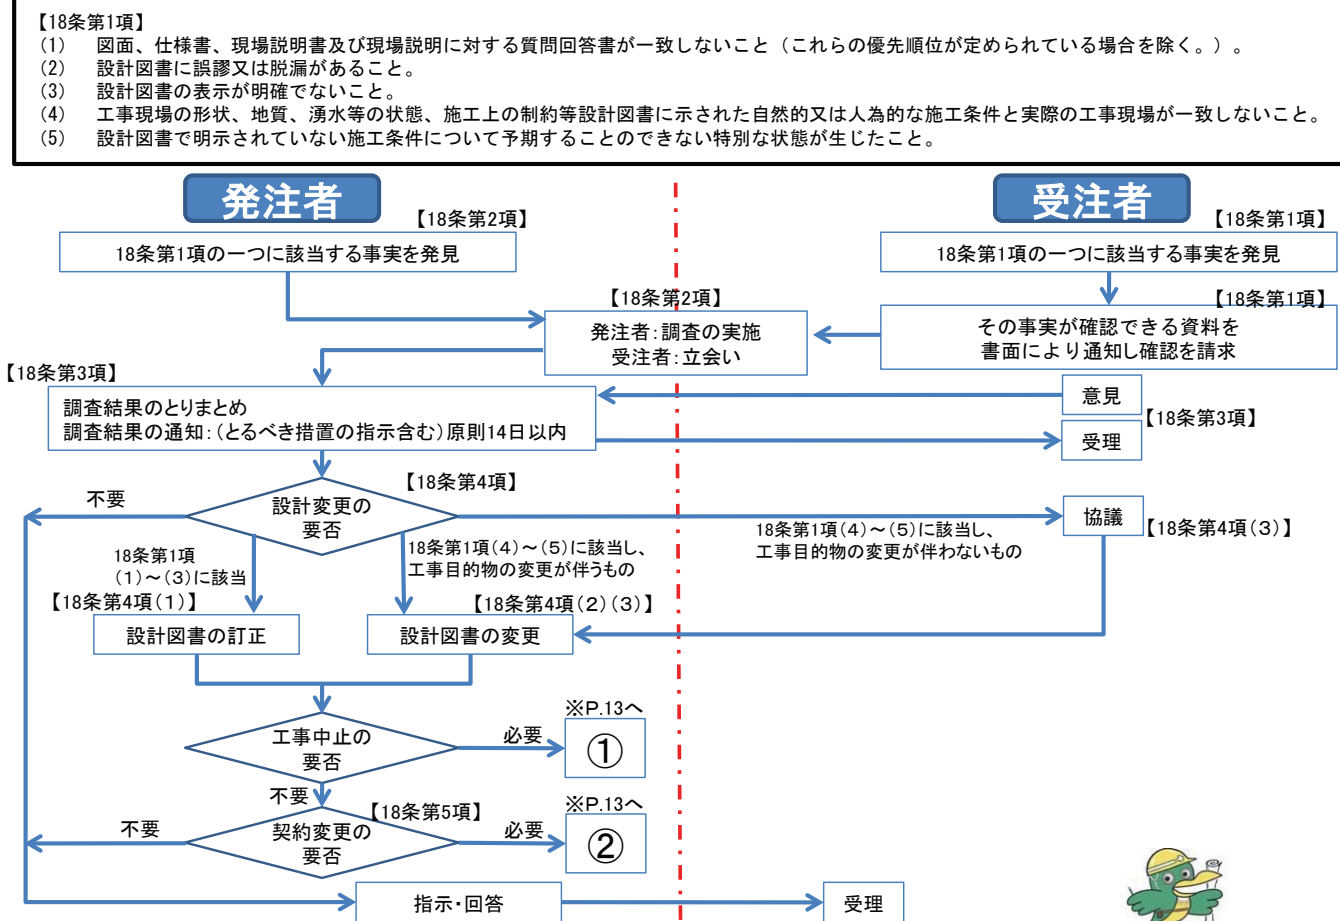 【18条第1項】
(1) 図面、仕様書、現場説明書及び現場説明に対する質問回答書が一致しないこと（これらの優先順位が定められている場合を除く。）。
(2) 設計図書に誤謬又は脱漏があること。
(3) 設計図書の表示が明確でないこと。
(4) 工事現場の形状、地質、湧水等の状態、施工上の制約等設計図書に示された自然的又は人為的な施工条件と実際の工事現場が一致しないこと。
(5) 設計図書で明示されていない施工条件について予期することのできない特別な状態が生じたこと。
発注者
受注者
【18条第2項】
【18条第1項】
18条第1項の一つに該当する事実を発見
18条第1項の一つに該当する事実を発見
【18条第2項】
【18条第1項】
発注者：調査の実施
受注者：立会い
その事実が確認できる資料を
書面により通知し確認を請求
【18条第3項】
調査結果のとりまとめ
調査結果の通知：（とるべき措置の指示含む）原則14日以内
意見
【18条第3項】
受理
【18条第4項】
不要
設計変更の
要否
協議
【18条第4項（3）】
18条第1項
（1）～（3）に該当
18条第1項（4）～（5）に該当し、
工事目的物の変更が伴うもの
18条第1項（4）～（5）に該当し、
工事目的物の変更が伴わないもの
【18条第4項（1）】
【18条第4項（2）（3）】
設計図書の訂正
設計図書の変更
※P.13へ
工事中止の
要否
必要
①
不要
【18条第5項】
※P.13へ
不要
契約変更の
要否
必要
②
指示・回答
受理